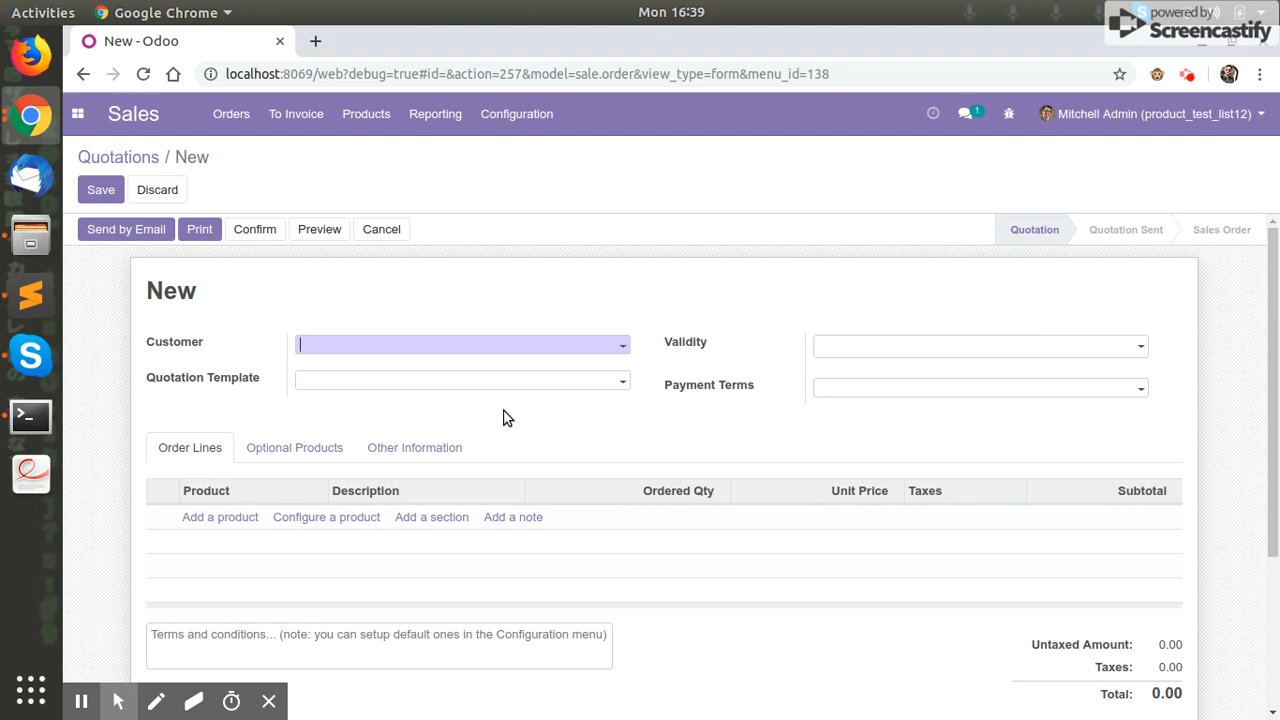 Activities Google Chrome Mon 16:39
powered by
Screencastify
New - Odoo
localhost:8069/web?debug=true#id=&action=257&model=sale.order&view_type=form&menu_id=138
Sales Orders To Invoice Products Reporting Configuration 1 Mitchell Admin (product_test_list12)
Quotations / New
Save Discard
Send by Email Print Confirm Preview Cancel Quotation Quotation Sent Sales Order
New
Customer Validity
Quotation Template Payment Terms
Order Lines Optional Products Other Information
Product Description Ordered Qty Unit Price Taxes Subtotal
Add a product Configure a product Add a section Add a note
Terms and conditions... (note: you can setup default ones in the Configuration menu)
Untaxed Amount: 0.00
Taxes: 0.00
Total: 0.00